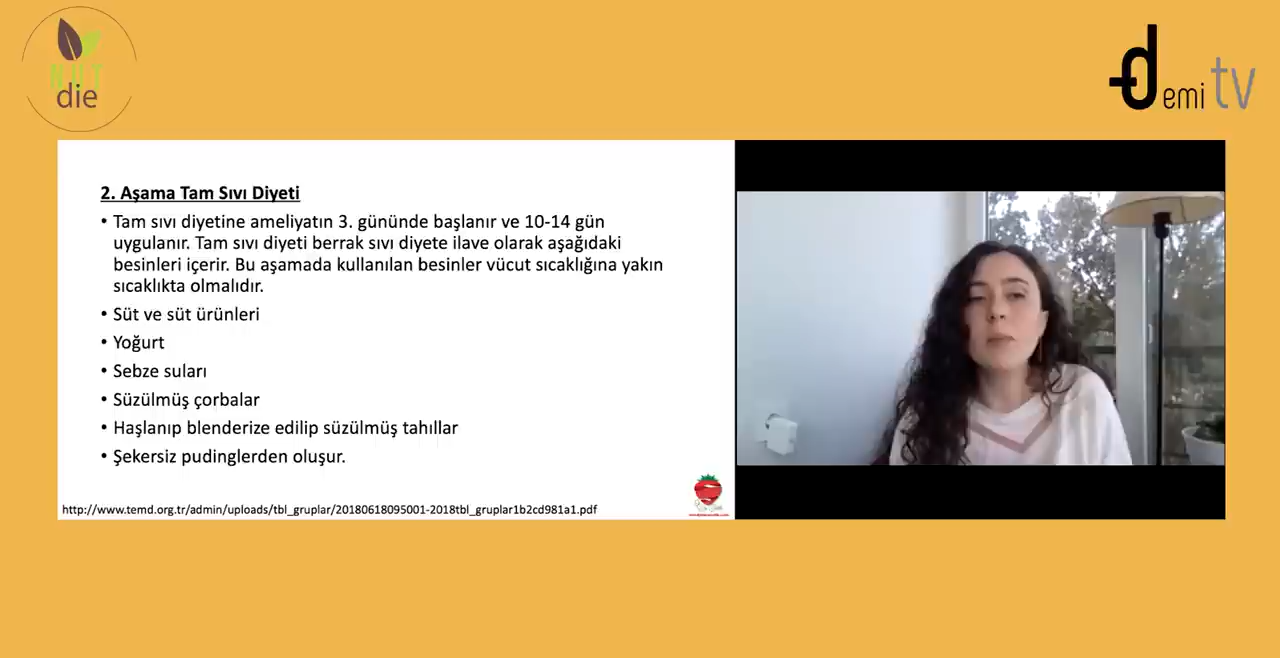 NUT
die
demi tv
2. Aşama Tam Sıvı Diyeti
• Tam sıvı diyetine ameliyatın 3. gününde başlanır ve 10-14 gün
uygulanır. Tam sıvı diyeti berrak sıvı diyete ilave olarak aşağıdaki
besinleri içerir. Bu aşamada kullanılan besinler vücut sıcaklığına yakın
sıcaklıkta olmalıdır.
• Süt ve süt ürünleri
• Yoğurt
• Sebze suları
• Süzülmüş çorbalar
• Haşlanıp blenderize edilip süzülmüş tahıllar
• Şekersiz pudinglerden oluşur.
http://www.temd.org.tr/admin/uploads/tbl_gruplar/20180618095001-2018tbl_gruplar1b2cd981a1.pdf